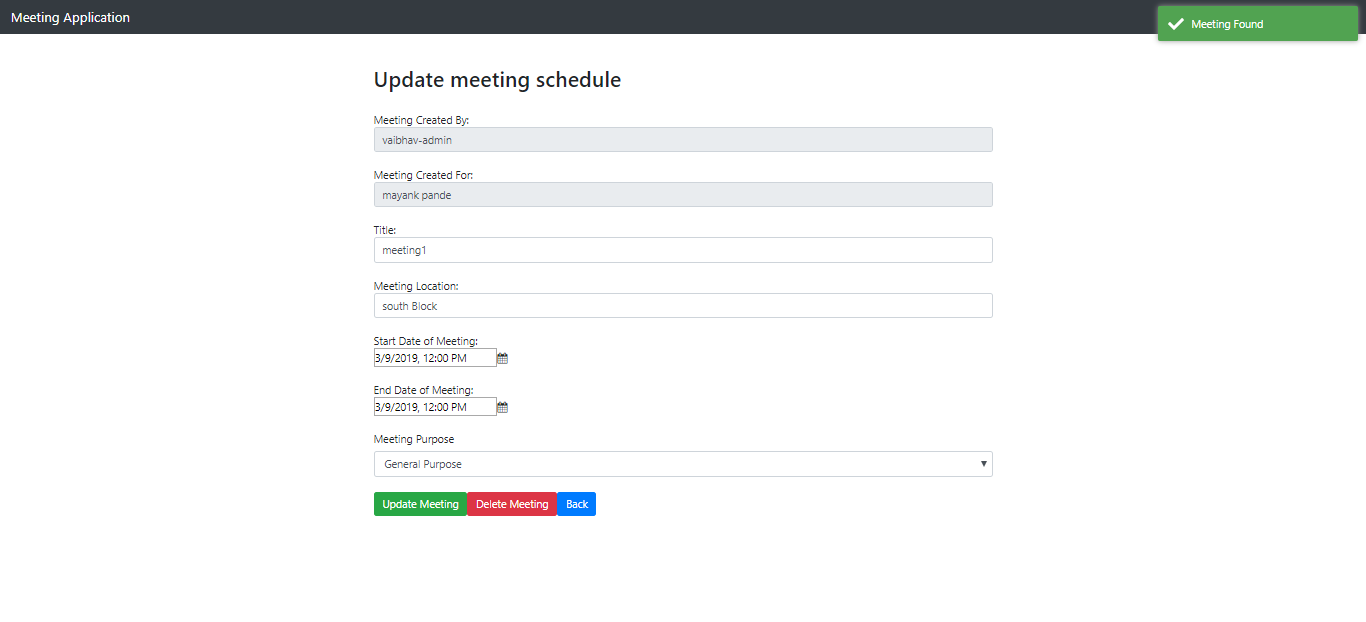 Meeting Application
Meeting Found
Update meeting schedule
Meeting Created By:
vaibhav-admin
Meeting Created For:
mayank pande
Title:
meeting1
Meeting Location:
south Block
Start Date of Meeting:
3/9/2019, 12:00 PM
End Date of Meeting:
3/9/2019, 12:00 PM
Meeting Purpose
General Purpose
Update Meeting Delete Meeting Back